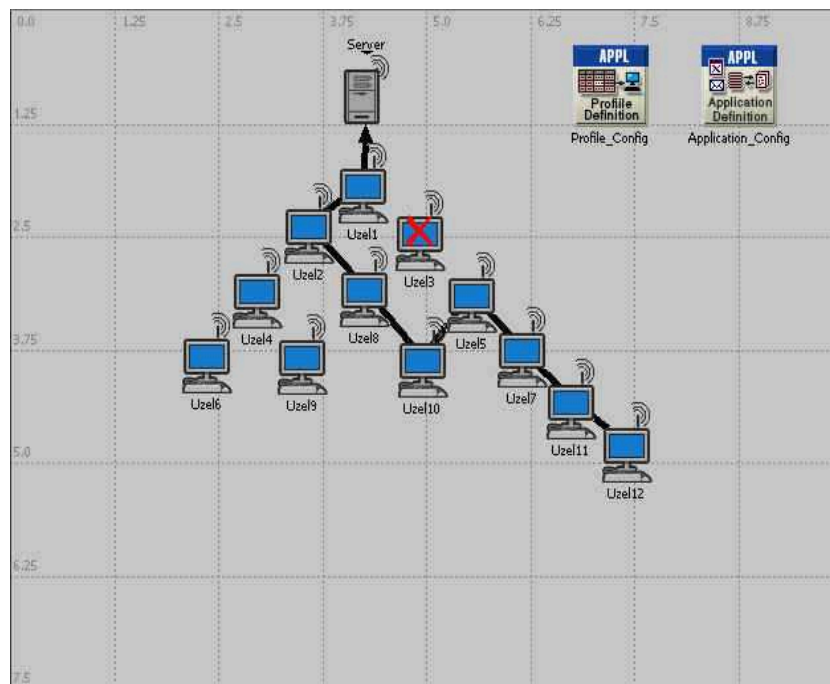 0.0 1.25 2.5 3.75 5.0 6.25 7.5 8.75
Server
APPL
Profile
Definition
Profile_Config
APPL
Application
Definition
Application_Config
1.25
Uzel1
2.5
Uzel2
Uzel3
Uzel4
Uzel8
Uzel5
3.75
Uzel6
Uzel9
Uzel10
Uzel7
Uzel11
5.0
Uzel12
6.25
7.5